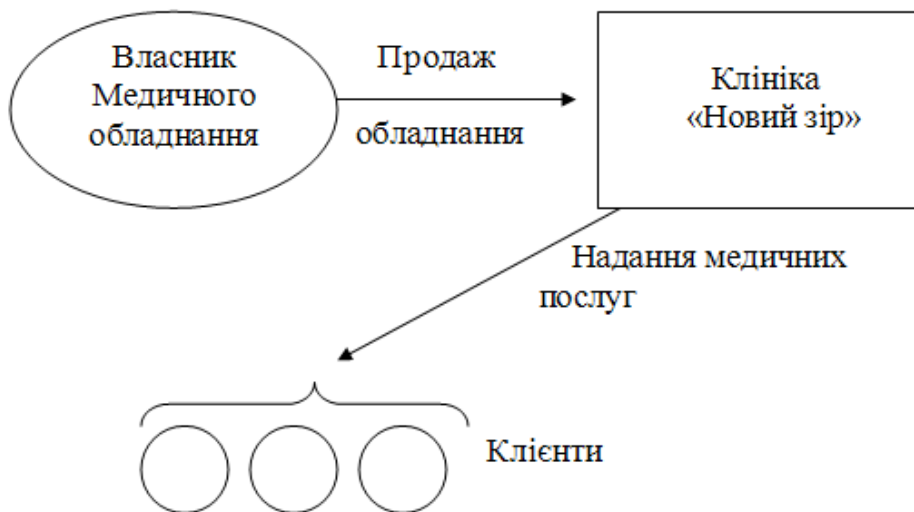 Власник
Медичного
обладнання
Продаж
обладнання
Клініка
«Новий зір»
Надання медичних
послуг
Клієнти